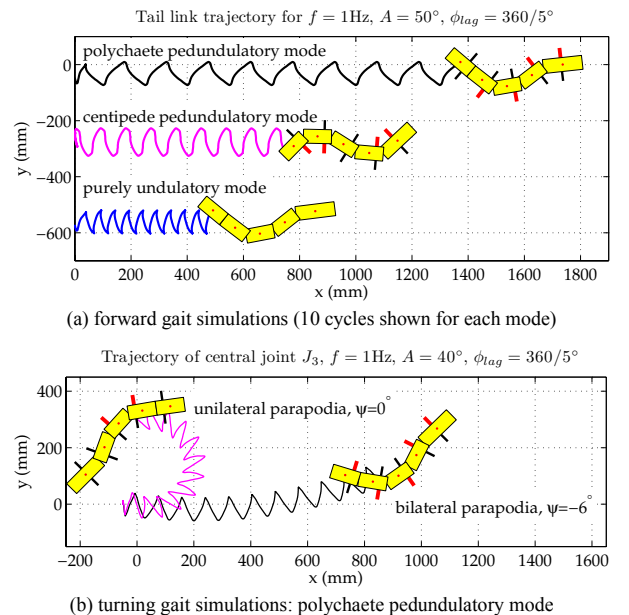 Tail link trajectory for f = 1Hz, A = 50°, ϕlag = 360/5°
polychaete pedundulatory mode
centipede pedundulatory mode
purely undulatory mode
0
−200
−400
−600
y (mm)
0 200 400 600 800 1000 1200 1400 1600 1800
x (mm)
(a) forward gait simulations (10 cycles shown for each mode)
Trajectory of central joint J3, f = 1Hz, A = 40°, ϕlag = 360/5°
400
200
0
y (mm)
unilateral parapodia, ψ=0°
bilateral parapodia, ψ=−6°
−200 0 200 400 600 800 1000 1200 1400 1600
x (mm)
(b) turning gait simulations: polychaete pedundulatory mode